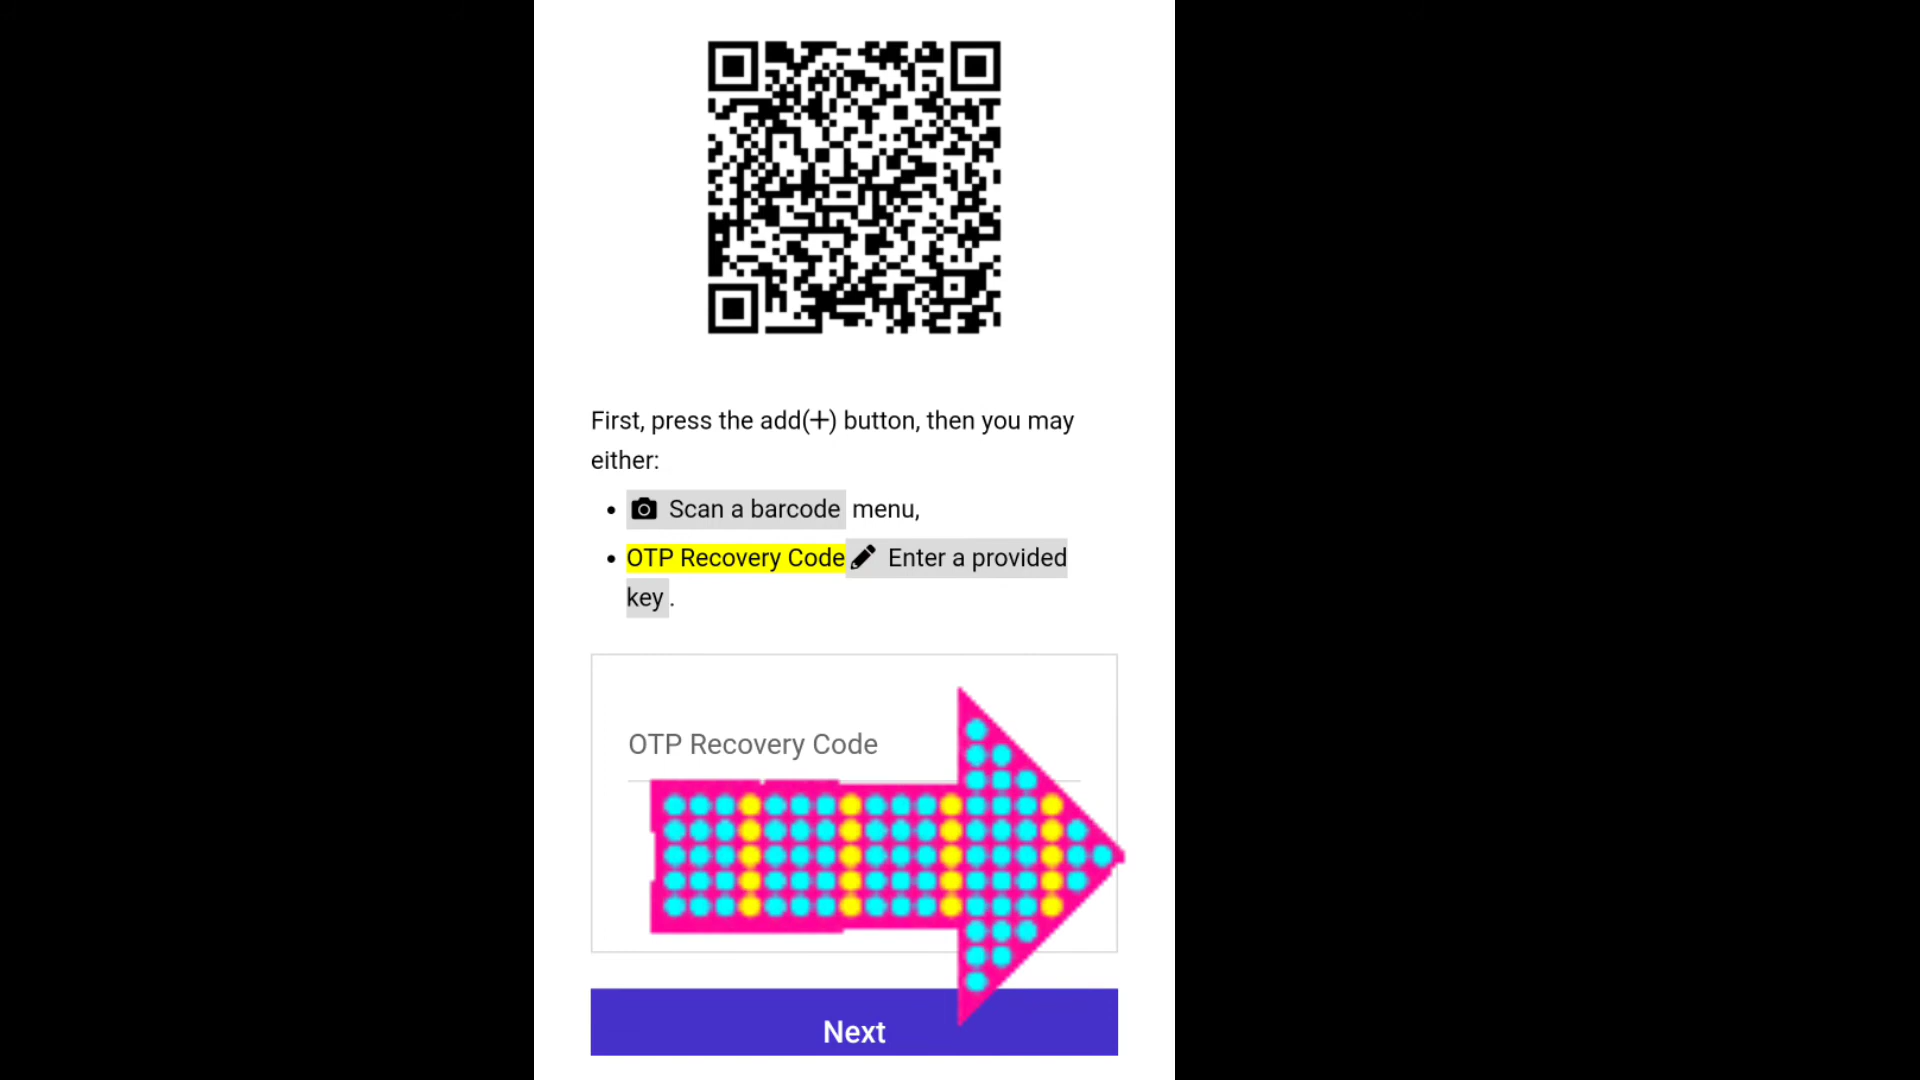 First, press the add(+) button, then you may
either:
Scan a barcode menu,
OTP Recovery Code Enter a provided
key .
OTP Recovery Code
Next